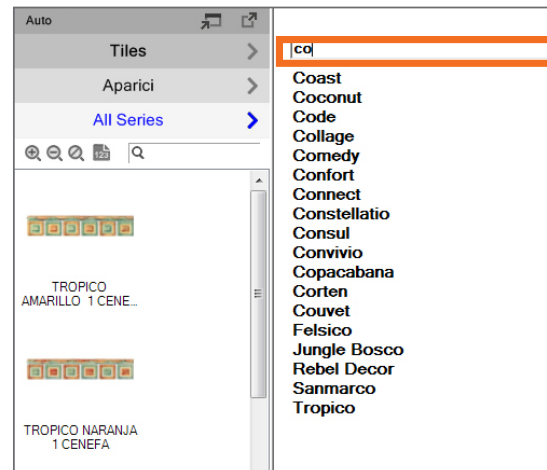 Auto
Tiles
Aparici
All Series
123
TROPICO
AMARILLO 1 CENE...
TROPICO NARANJA
1 CENEFA
co
Coast
Coconut
Code
Collage
Comedy
Confort
Connect
Constellatio
Consul
Convivio
Copacabana
Corten
Couvet
Felsico
Jungle Bosco
Rebel Decor
Sanmarco
Tropico